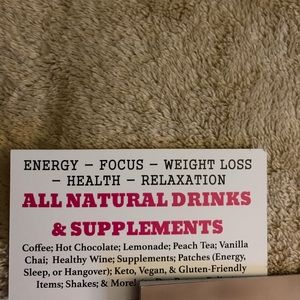 ENERGY – FOCUS – WEIGHT LOSS
– HEALTH – RELAXATION
ALL NATURAL DRINKS
& SUPPLEMENTS
Coffee; Hot Chocolate; Lemonade; Peach Tea; Vanilla
Chai; Healthy Wine; Supplements; Patches (Energy,
Sleep, or Hangover); Keto, Vegan, & Gluten-Friendly
Items; Shakes; & More!